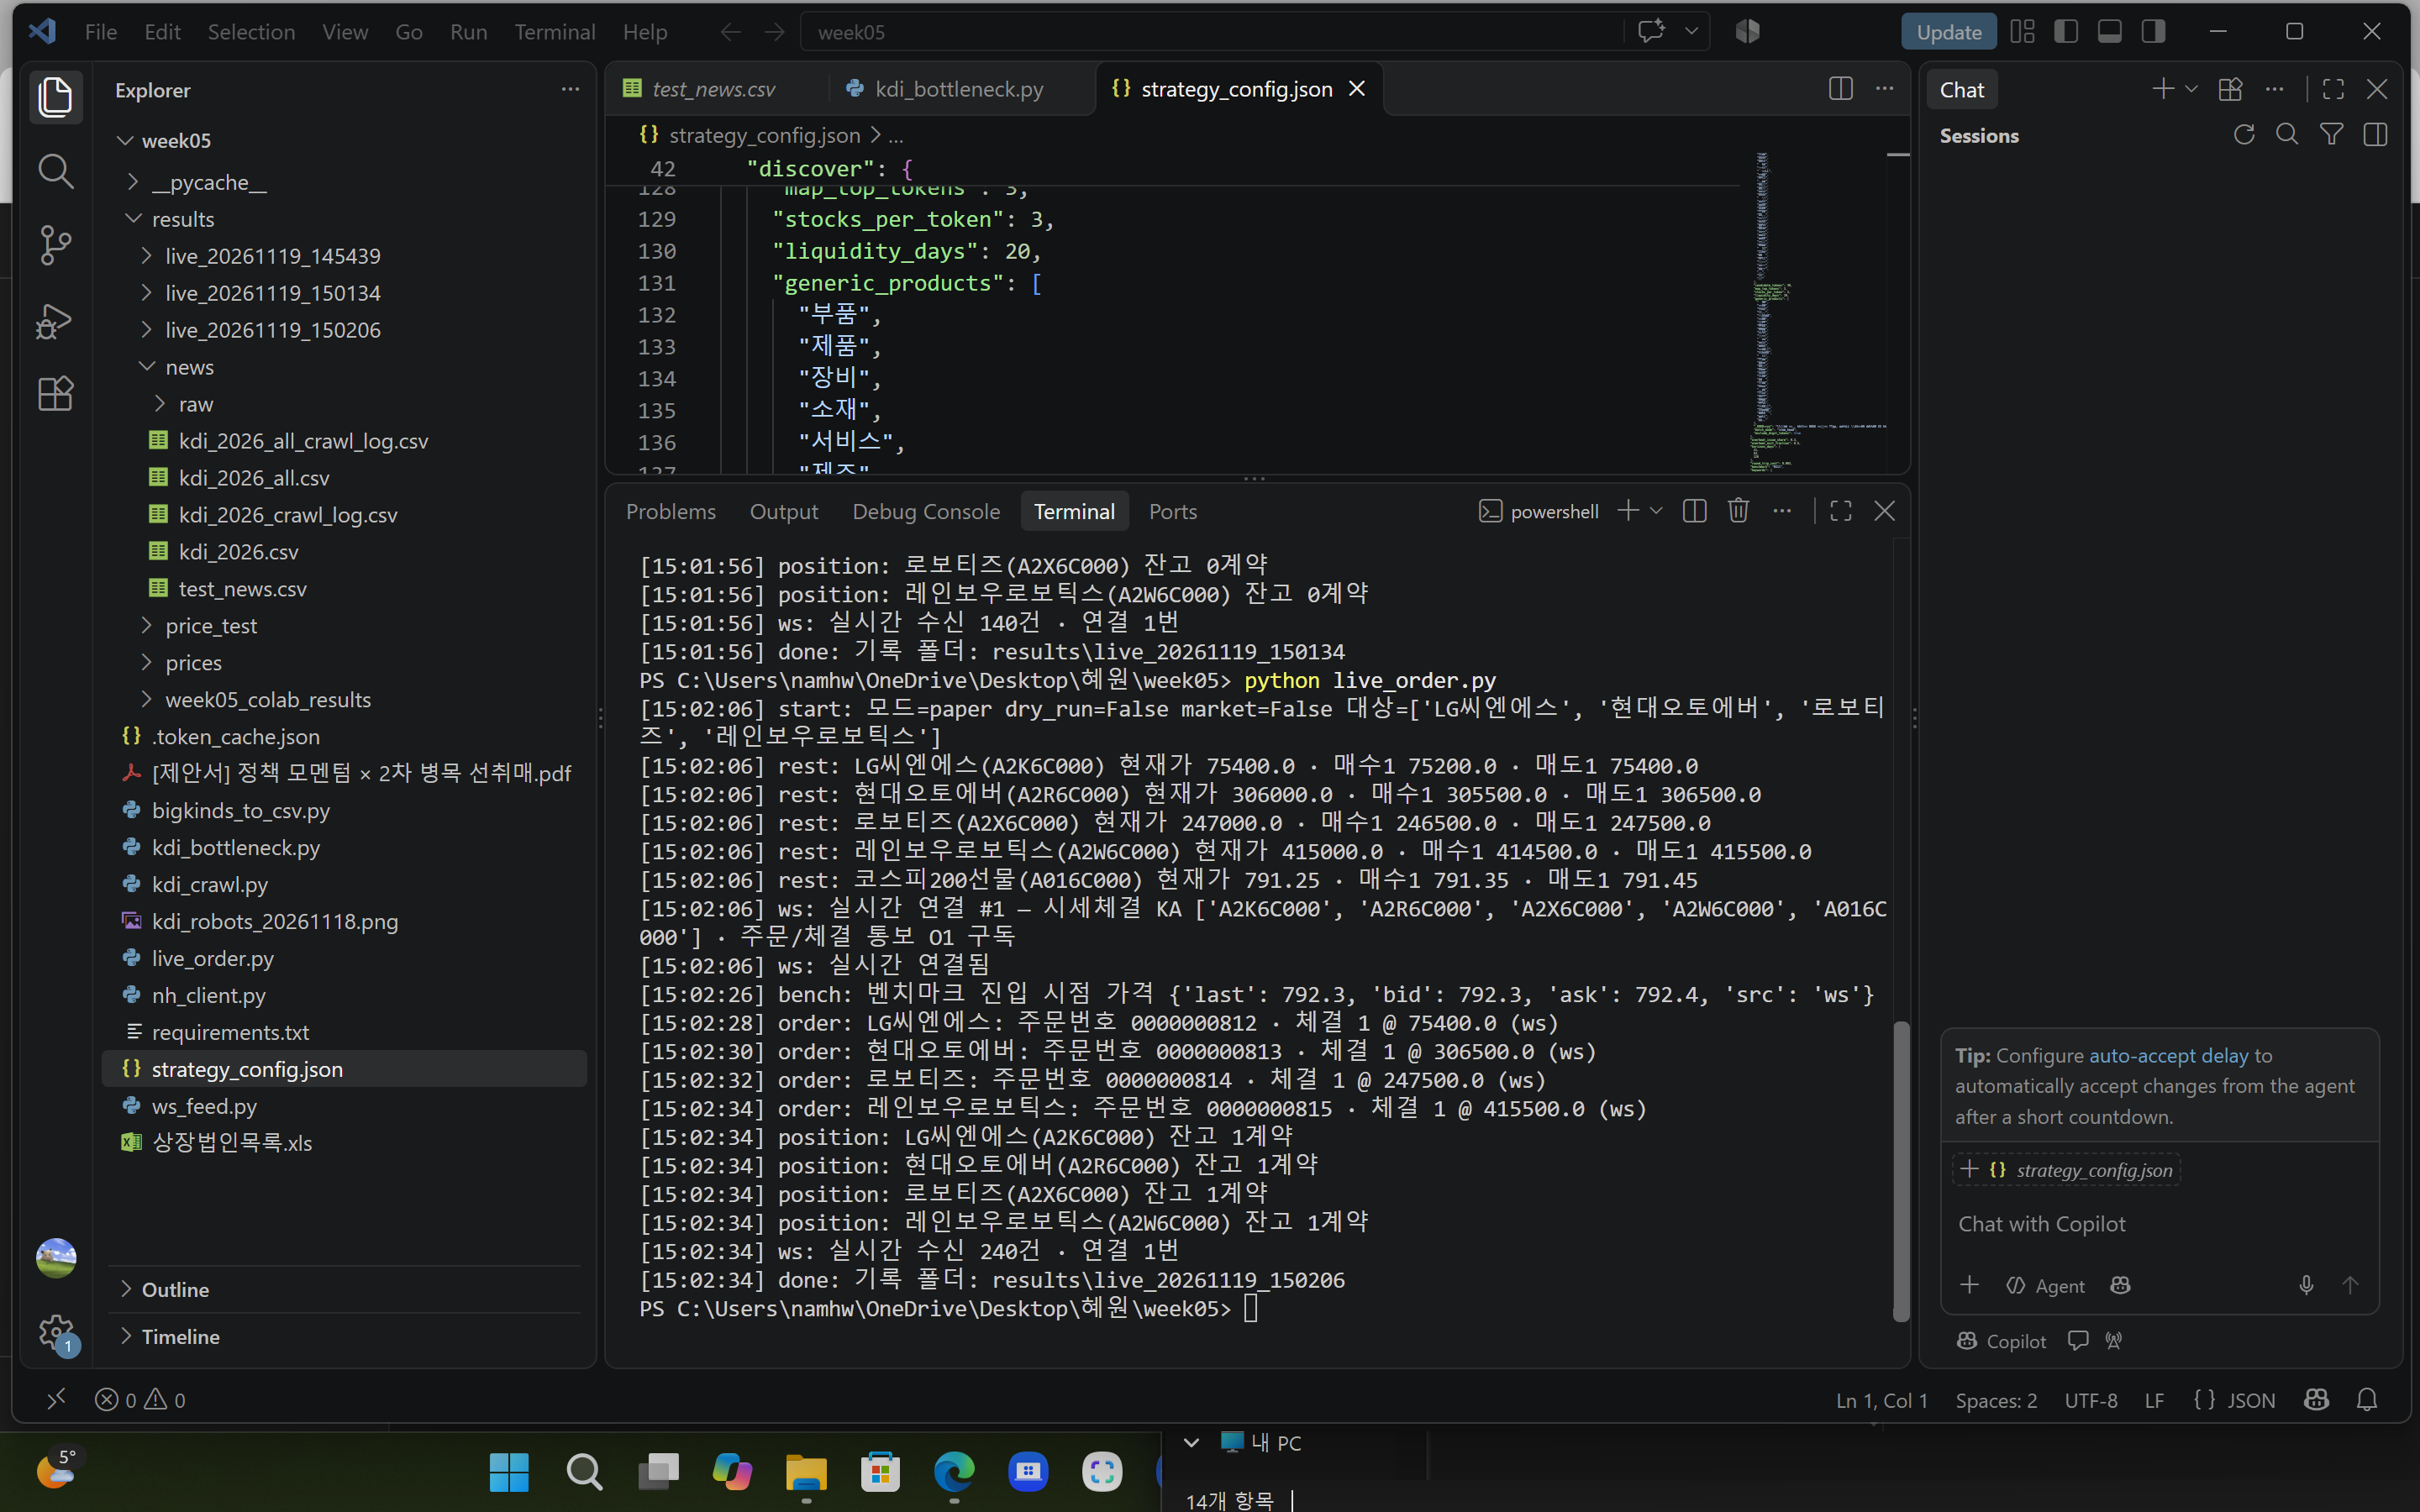 File Edit Selection View Go Run Terminal Help
week05
Update
Explorer
week05
__pycache__
results
live_20261119_145439
live_20261119_150134
live_20261119_150206
news
raw
kdi_2026_all_crawl_log.csv
kdi_2026_all.csv
kdi_2026_crawl_log.csv
kdi_2026.csv
test_news.csv
price_test
prices
week05_colab_results
.token_cache.json
[제안서] 정책 모멘텀 × 2차 병목 선취매.pdf
bigkinds_to_csv.py
kdi_bottleneck.py
kdi_crawl.py
kdi_robots_20261118.png
live_order.py
nh_client.py
requirements.txt
strategy_config.json
ws_feed.py
상장법인목록.xls
Outline
Timeline
1
test_news.csv
kdi_bottleneck.py
strategy_config.json
strategy_config.json > ...
42 "discover": {
128 "map_top_tokens": 3,
129 "stocks_per_token": 3,
130 "liquidity_days": 20,
131 "generic_products": [
132 "부품",
133 "제품",
134 "장비",
135 "소재",
136 "서비스",
137 "제조"
Problems Output Debug Console Terminal Ports
powershell
[15:01:56] position: 로보티즈(A2X6C000) 잔고 0계약
[15:01:56] position: 레인보우로보틱스(A2W6C000) 잔고 0계약
[15:01:56] ws: 실시간 수신 140건 · 연결 1번
[15:01:56] done: 기록 폴더: results\live_20261119_150134
PS C:\Users\namhw\OneDrive\Desktop\혜원\week05> python live_order.py
[15:02:06] start: 모드=paper dry_run=False market=False 대상=['LG씨엔에스', '현대오토에버', '로보티
즈', '레인보우로보틱스']
[15:02:06] rest: LG씨엔에스(A2K6C000) 현재가 75400.0 · 매수1 75200.0 · 매도1 75400.0
[15:02:06] rest: 현대오토에버(A2R6C000) 현재가 306000.0 · 매수1 305500.0 · 매도1 306500.0
[15:02:06] rest: 로보티즈(A2X6C000) 현재가 247000.0 · 매수1 246500.0 · 매도1 247500.0
[15:02:06] rest: 레인보우로보틱스(A2W6C000) 현재가 415000.0 · 매수1 414500.0 · 매도1 415500.0
[15:02:06] rest: 코스피200선물(A016C000) 현재가 791.25 · 매수1 791.35 · 매도1 791.45
[15:02:06] ws: 실시간 연결 #1 — 시세체결 KA ['A2K6C000', 'A2R6C000', 'A2X6C000', 'A2W6C000', 'A016C
000'] · 주문/체결 통보 O1 구독
[15:02:06] ws: 실시간 연결됨
[15:02:26] bench: 벤치마크 진입 시점 가격 {'last': 792.3, 'bid': 792.3, 'ask': 792.4, 'src': 'ws'}
[15:02:28] order: LG씨엔에스: 주문번호 0000000812 · 체결 1 @ 75400.0 (ws)
[15:02:30] order: 현대오토에버: 주문번호 0000000813 · 체결 1 @ 306500.0 (ws)
[15:02:32] order: 로보티즈: 주문번호 0000000814 · 체결 1 @ 247500.0 (ws)
[15:02:34] order: 레인보우로보틱스: 주문번호 0000000815 · 체결 1 @ 415500.0 (ws)
[15:02:34] position: LG씨엔에스(A2K6C000) 잔고 1계약
[15:02:34] position: 현대오토에버(A2R6C000) 잔고 1계약
[15:02:34] position: 로보티즈(A2X6C000) 잔고 1계약
[15:02:34] position: 레인보우로보틱스(A2W6C000) 잔고 1계약
[15:02:34] ws: 실시간 수신 240건 · 연결 1번
[15:02:34] done: 기록 폴더: results\live_20261119_150206
PS C:\Users\namhw\OneDrive\Desktop\혜원\week05>
Chat
Sessions
Tip: Configure auto-accept delay to
automatically accept changes from the agent
after a short countdown.
strategy_config.json
Chat with Copilot
Agent
Copilot
0 0
Ln 1, Col 1 Spaces: 2 UTF-8 LF {} JSON
5°
내 PC
14개 항목